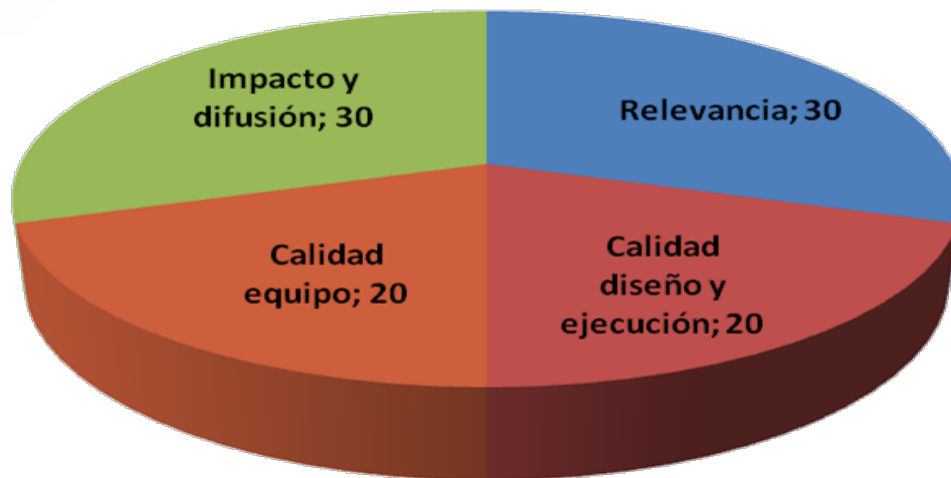 Impacto y
difusión; 30
Relevancia; 30
Calidad
equipo; 20
Calidad
diseño y
ejecución; 20